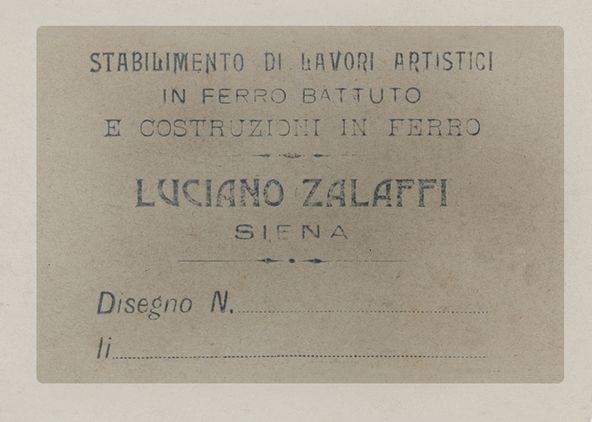 STABILIMENTO DI LAVORI ARTISTICI
IN FERRO BATTUTO
E COSTRUZIONI IN FERRO
LUCIANO ZALAFFI
SIENA
Disegno N.
li